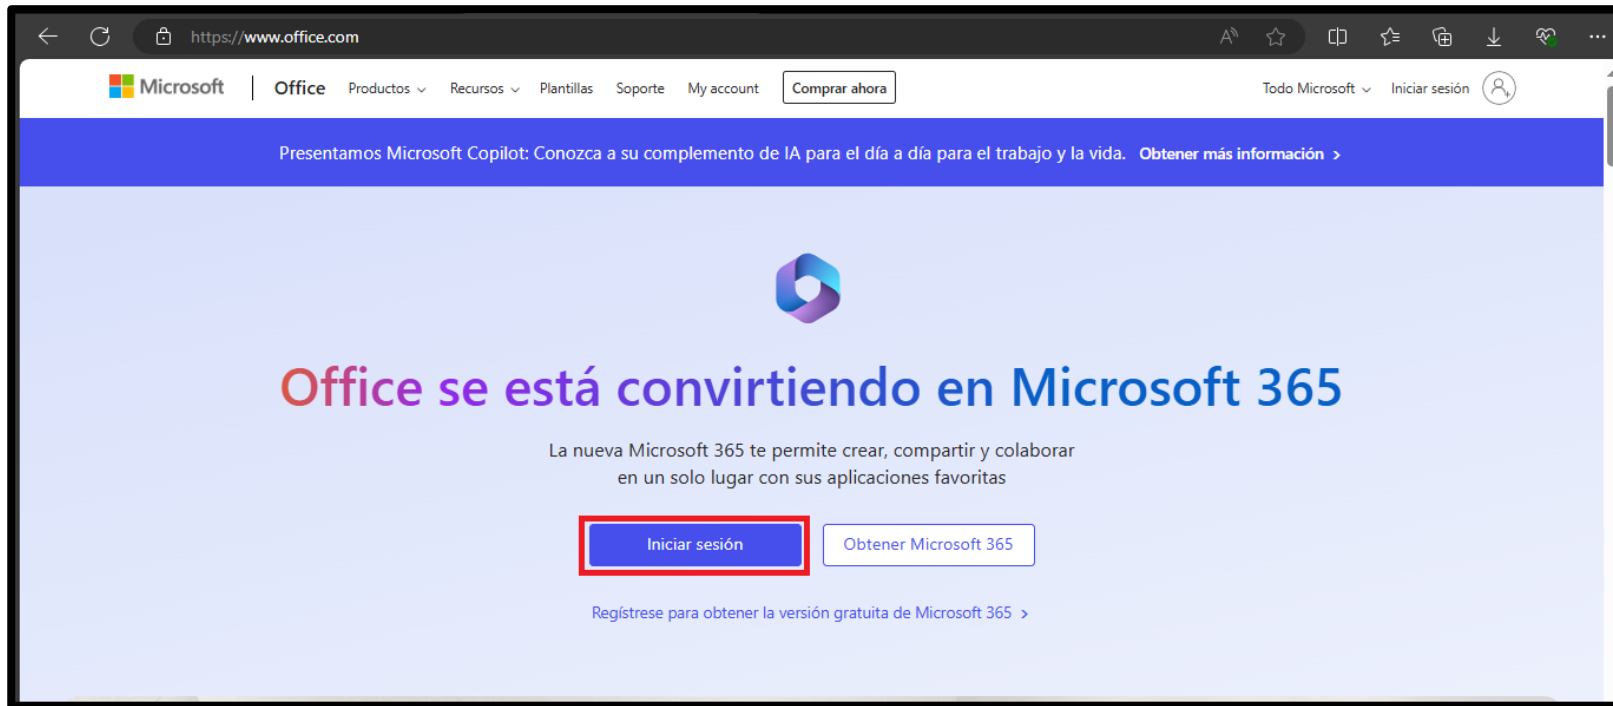 https://www.office.com
Microsoft Office Productos Recursos Plantillas Soporte My account Comprar ahora Todo Microsoft Iniciar sesión
Presentamos Microsoft Copilot: Conozca a su complemento de IA para el día a día para el trabajo y la vida. Obtener más información >
Office se está convirtiendo en Microsoft 365
La nueva Microsoft 365 te permite crear, compartir y colaborar
en un solo lugar con sus aplicaciones favoritas
Iniciar sesión Obtener Microsoft 365
Regístrese para obtener la versión gratuita de Microsoft 365 >